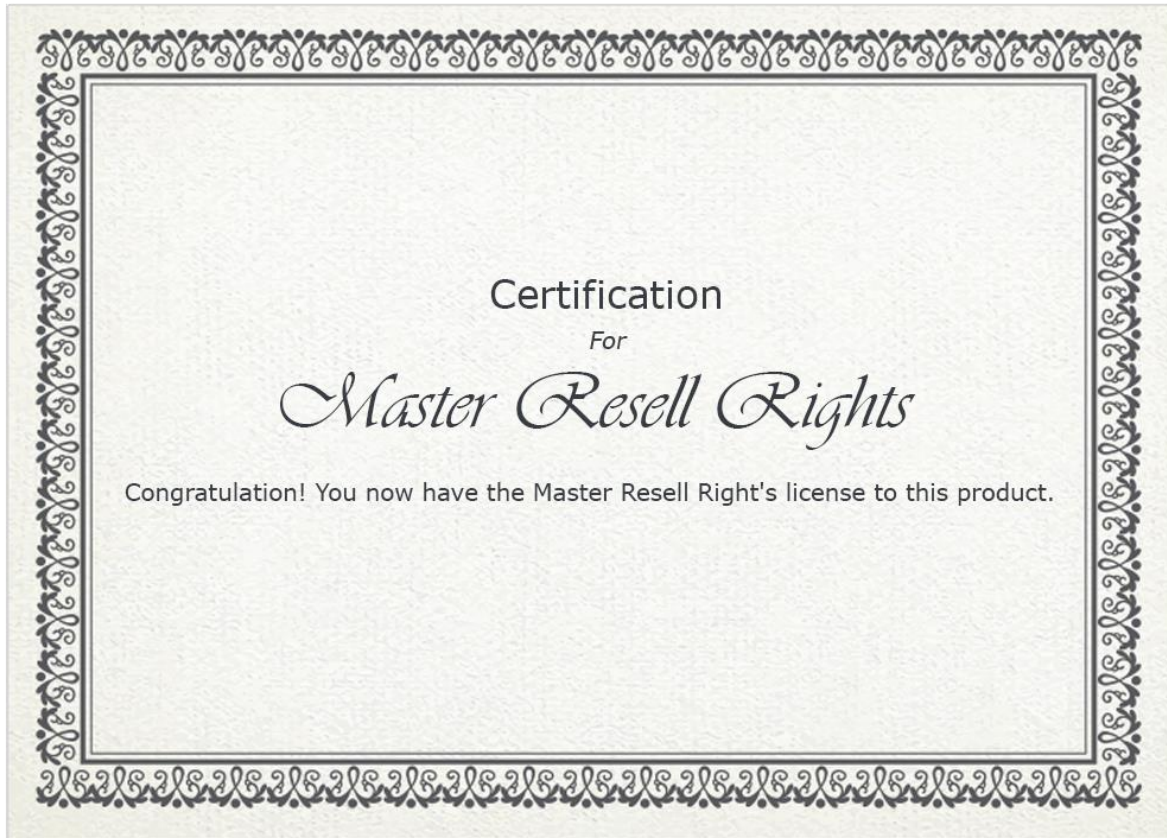 Certification
For
Master Resell Rights
Congratulation! You now have the Master Resell Right's license to this product.